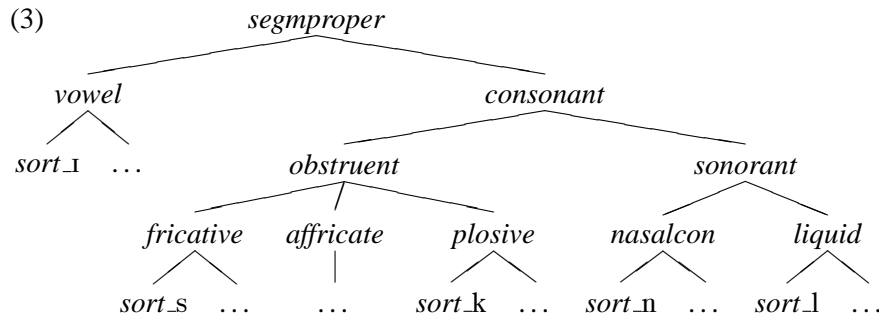 (3) segmproper
vowel consonant
sort_ɪ ... obstruent sonorant
fricative affricate plosive nasalcon liquid
sort_s ... ... sort_k ... sort_n ... sort_l ...